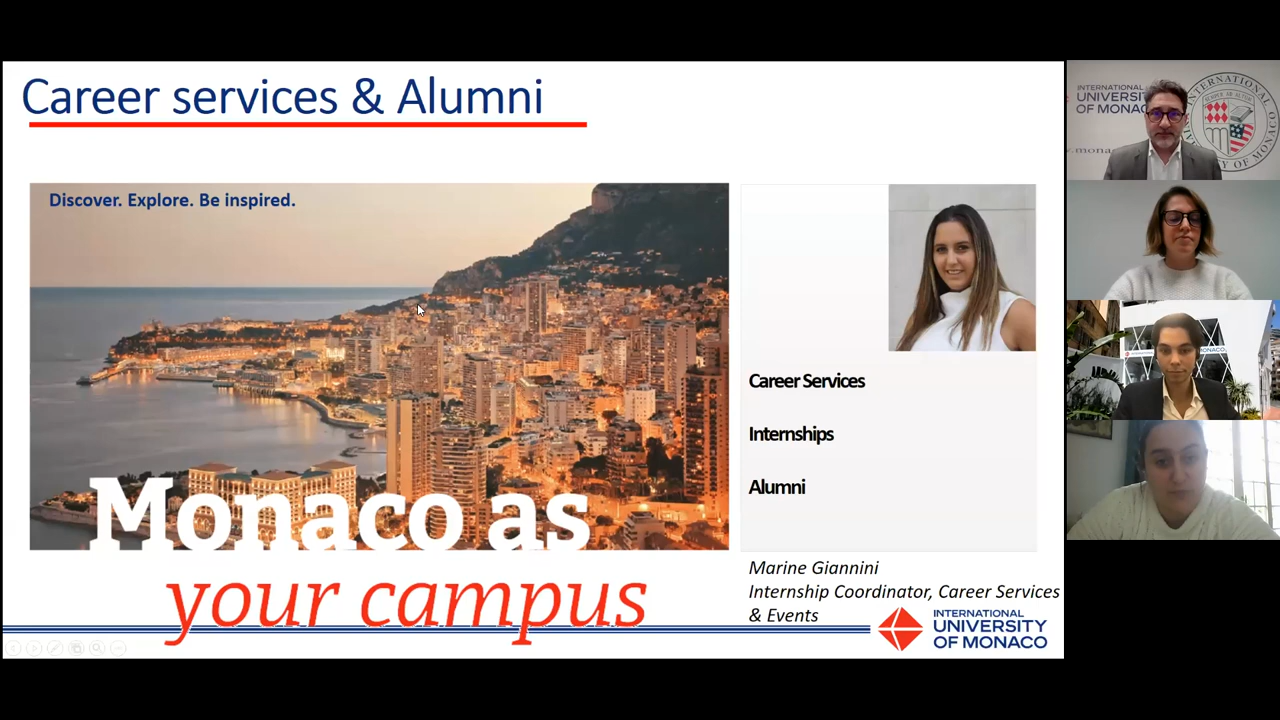 Career services & Alumni
Discover. Explore. Be inspired.
Monaco as
your campus
Career Services
Internships
Alumni
Marine Giannini
Internship Coordinator, Career Services
& Events
INTERNATIONAL
UNIVERSITY
OF MONACO
INTERNATIONAL
UNIVERSI
OF MONACO